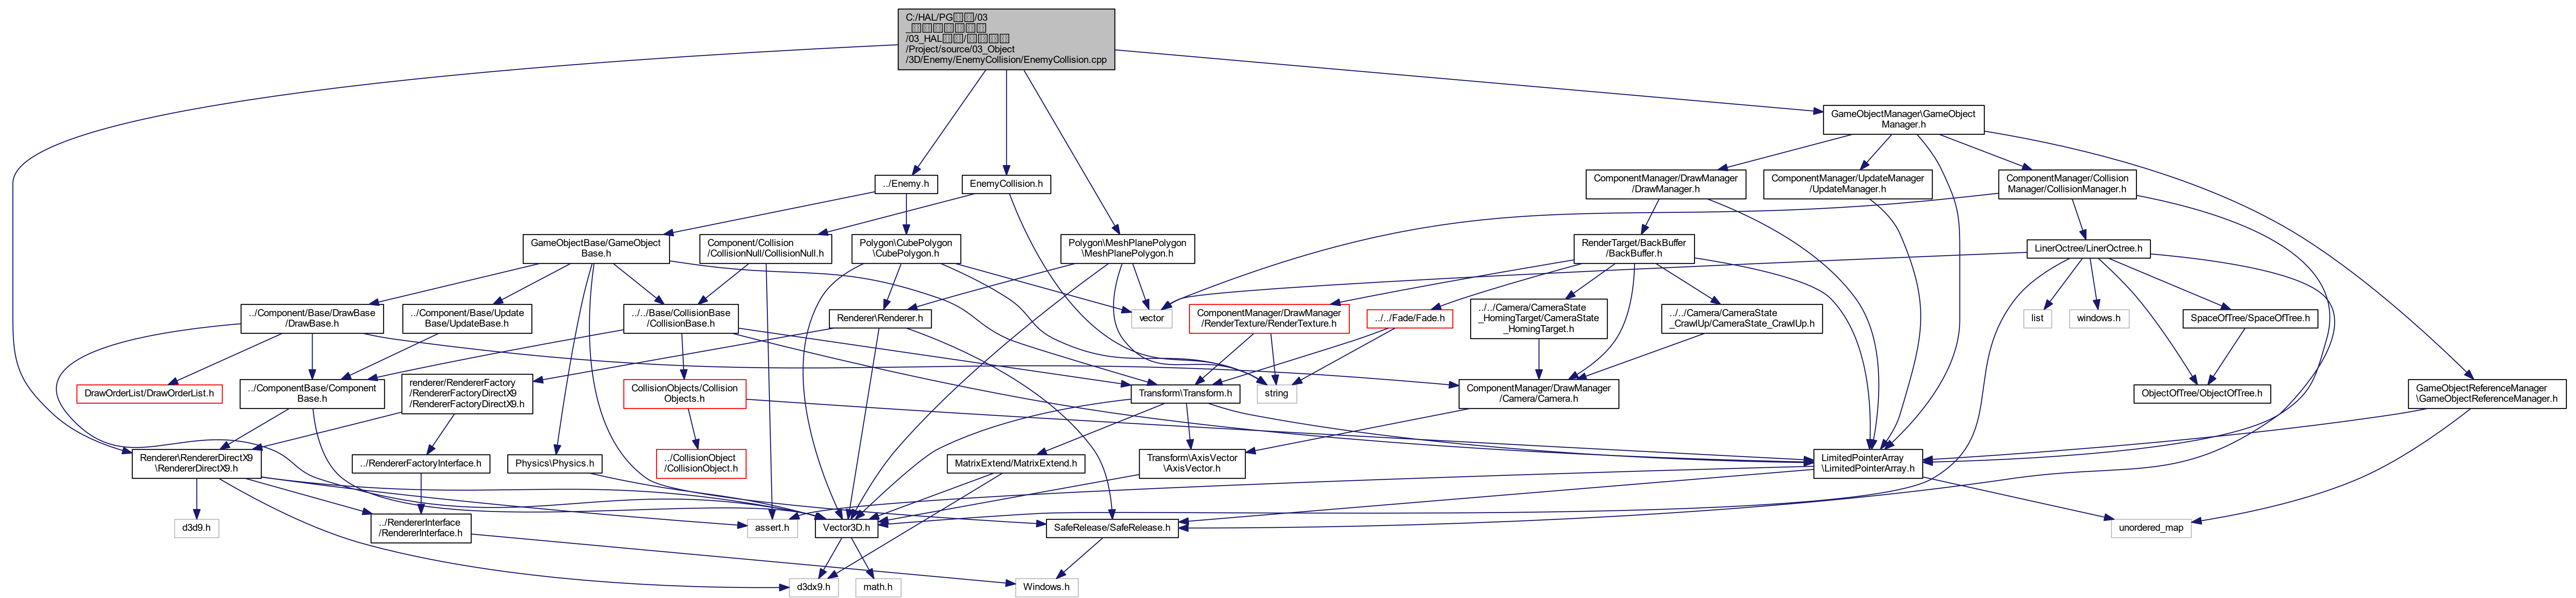 C:/HAL/PG/03
_
/03_HAL/
/Project/source/03_Object
/3D/Enemy/EnemyCollision/EnemyCollision.cpp
GameObjectManager\GameObject
Manager.h
../Enemy.h
EnemyCollision.h
ComponentManager/DrawManager
/DrawManager.h
ComponentManager/UpdateManager
/UpdateManager.h
ComponentManager/Collision
Manager/CollisionManager.h
GameObjectBase/GameObject
Base.h
Component/Collision
/CollisionNull/CollisionNull.h
Polygon\CubePolygon
\CubePolygon.h
Polygon\MeshPlanePolygon
\MeshPlanePolygon.h
RenderTarget/BackBuffer
/BackBuffer.h
LinerOctree/LinerOctree.h
../Component/Base/DrawBase
/DrawBase.h
../Component/Base/Update
Base/UpdateBase.h
../../Base/CollisionBase
/CollisionBase.h
Renderer\Renderer.h
vector
ComponentManager/DrawManager
/RenderTexture/RenderTexture.h
../../Fade/Fade.h
../../Camera/CameraState
_HomingTarget/CameraState
_HomingTarget.h
../../Camera/CameraState
_CrawlUp/CameraState_CrawlUp.h
list
windows.h
SpaceOfTree/SpaceOfTree.h
DrawOrderList/DrawOrderList.h
../ComponentBase/Component
Base.h
renderer/RendererFactory
/RendererFactoryDirectX9
/RendererFactoryDirectX9.h
CollisionObjects/Collision
Objects.h
Transform\Transform.h
string
ComponentManager/DrawManager
/Camera/Camera.h
ObjectOfTree/ObjectOfTree.h
GameObjectReferenceManager
\GameObjectReferenceManager.h
Renderer\RendererDirectX9
\RendererDirectX9.h
../RendererFactoryInterface.h
Physics\Physics.h
../CollisionObject
/CollisionObject.h
MatrixExtend/MatrixExtend.h
Transform\AxisVector
\AxisVector.h
LimitedPointerArray
\LimitedPointerArray.h
d3d9.h
../RendererInterface
/RendererInterface.h
assert.h
Vector3D.h
SafeRelease/SafeRelease.h
unordered_map
d3dx9.h
math.h
Windows.h